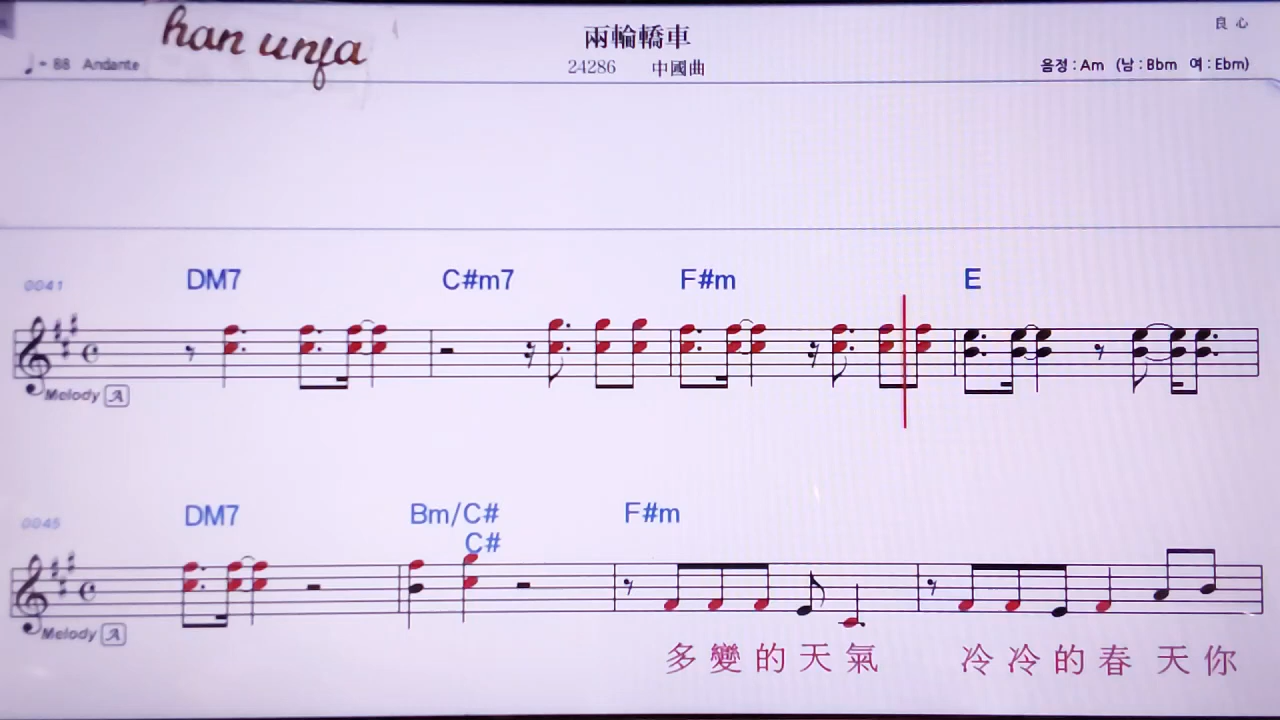 han unja
兩輪轎車
良 心
♩= 88 Andante
24286 中國曲
음정 : Am (남 : Bbm 여 : Ebm)
0041 DM7 C#m7 F#m E
Melody A
0045 DM7 Bm/C# F#m
C#
Melody A
多 變 的 天 氣 冷 冷 的 春 天 你